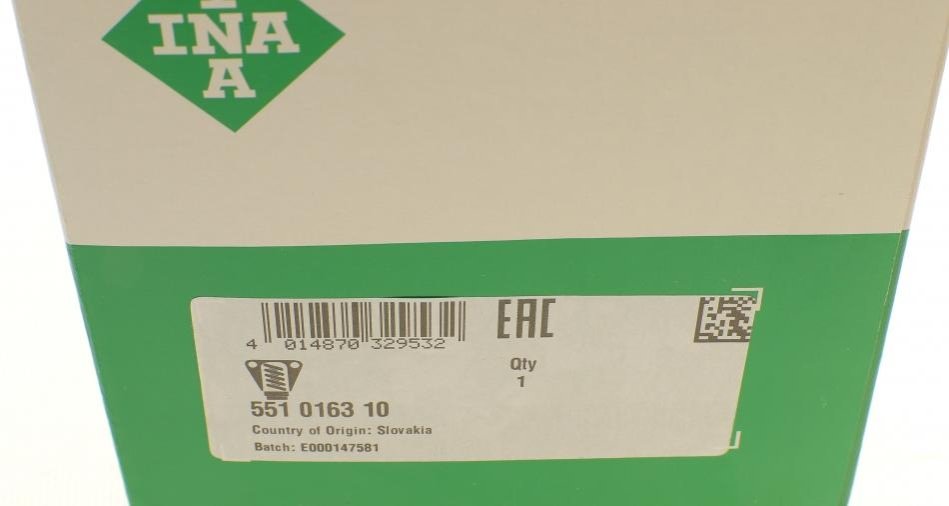 I
INA
A
4 014870 329532
EAC
Qty
1
551 0163 10
Country of Origin: Slovakia
Batch: E000147581